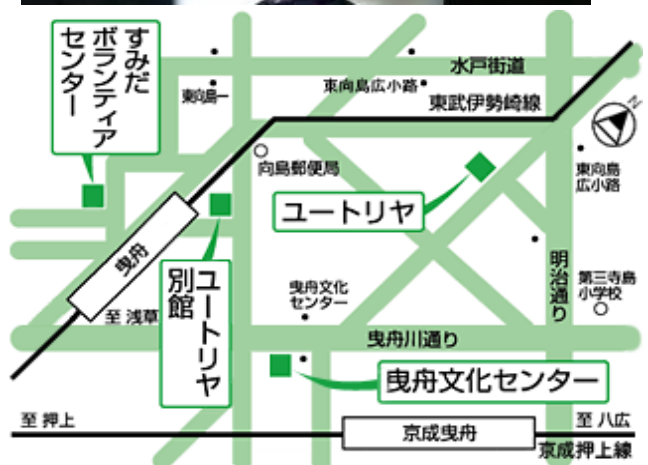 すみだ
ボランティア
センター
東向島一
東向島広小路
水戸街道
東武伊勢崎線
N
向島郵便局
東向島
広小路
ユートリヤ
曳舟
ユートリヤ
別館
至 浅草
曳舟文化
センター
明治通り
第三寺島
小学校
曳舟川通り
曳舟文化センター
至 押上
京成曳舟
至 八広
京成押上線